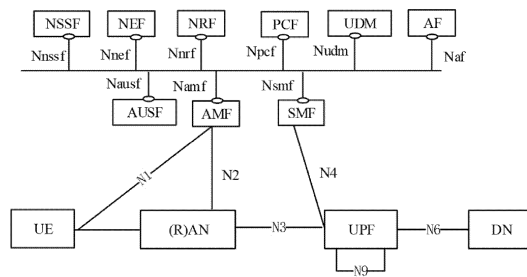 NSSF NEF NRF PCF UDM AF
Nnssf Nnef Nnrf Npcf Nudm Naf
Nausf Namf Nsmf
AUSF AMF SMF
N1 N2 N4
UE (R)AN N3 UPF N6 DN
N9